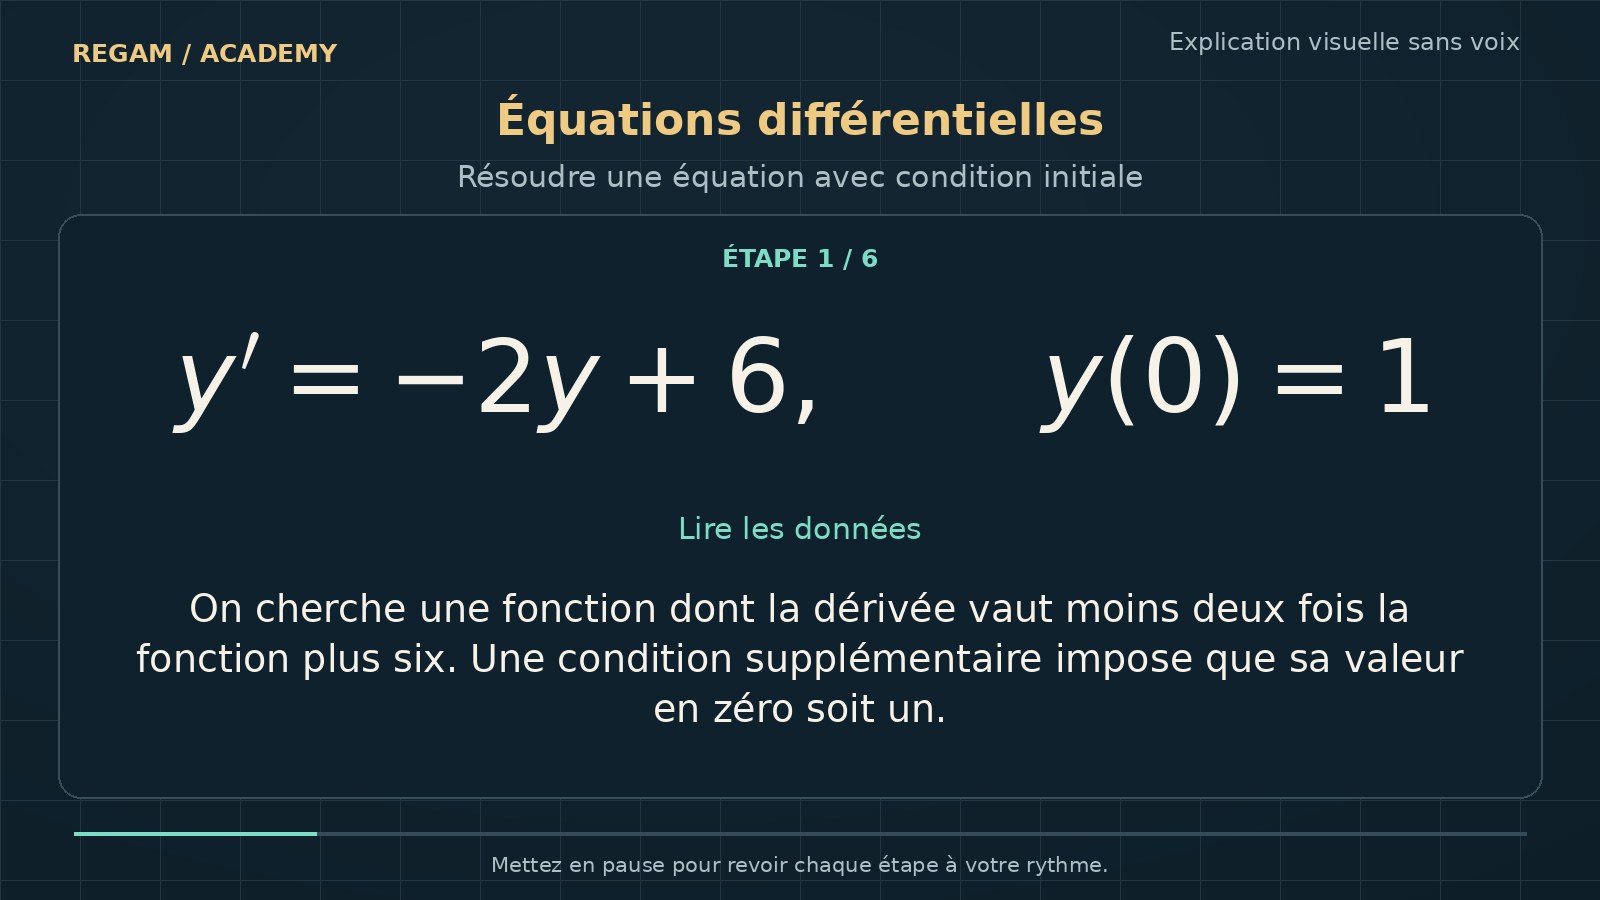 REGAM / ACADEMY
Explication visuelle sans voix
Équations différentielles
Résoudre une équation avec condition initiale
ÉTAPE 1 / 6
y′ = −2y + 6, y(0) = 1
Lire les données
On cherche une fonction dont la dérivée vaut moins deux fois la
fonction plus six. Une condition supplémentaire impose que sa valeur
en zéro soit un.
Mettez en pause pour revoir chaque étape à votre rythme.